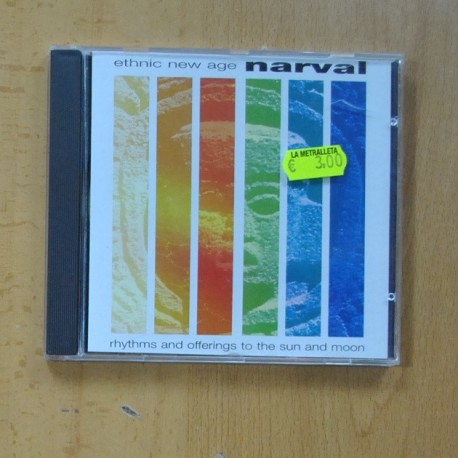 ethnic new age narval
LA METRALLETA
€ 3.00
rhythms and offerings to the sun and moon